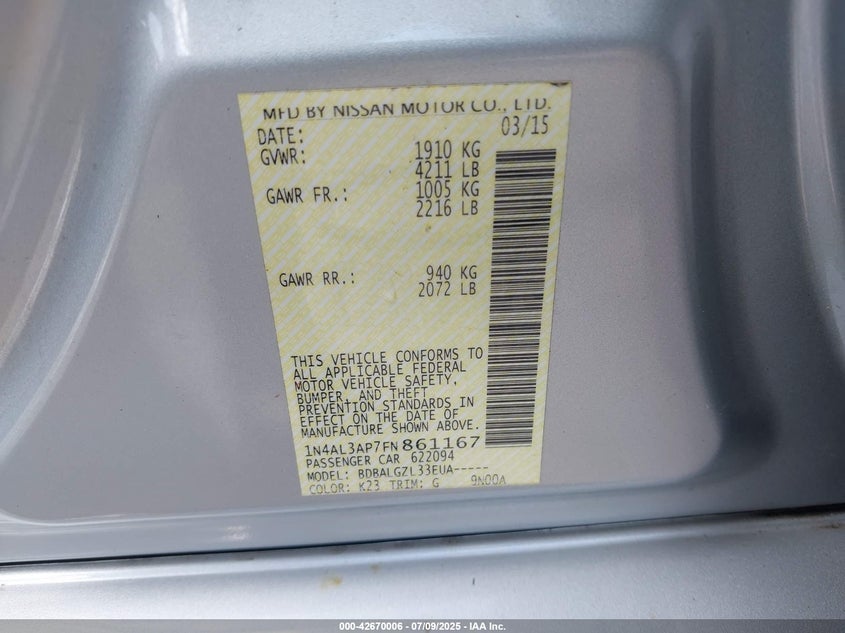 MFD BY NISSAN MOTOR CO., LTD.
DATE: 03/15
GVWR: 1910 KG
4211 LB
GAWR FR.: 1005 KG
2216 LB
GAWR RR.: 940 KG
2072 LB
THIS VEHICLE CONFORMS TO
ALL APPLICABLE FEDERAL
MOTOR VEHICLE SAFETY,
BUMPER, AND THEFT
PREVENTION STANDARDS IN
EFFECT ON THE DATE OF
MANUFACTURE SHOWN ABOVE.
1N4AL3AP7FN861167
PASSENGER CAR 622094
MODEL: BDBALGZL33EUA-----
COLOR: K23 TRIM: G 9N00A
000-42670006 - 07/09/2025 - IAA Inc.